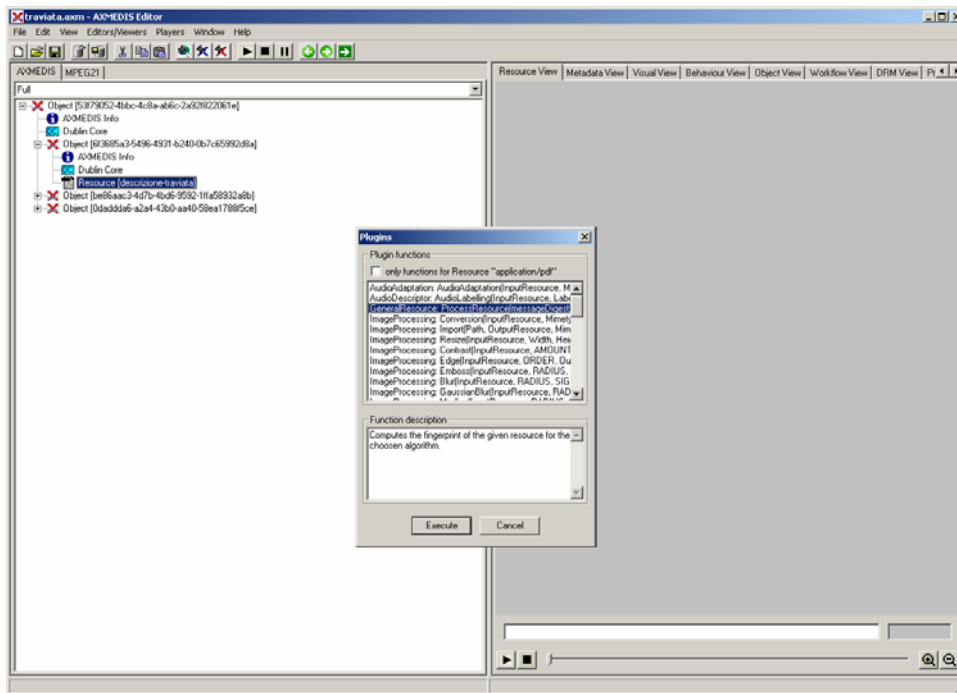 traviata.axm - AXMEDIS Editor
File Edit View Editors/Viewers Players Window Help
AXMEDIS MPEG21
Resource View Metadata View Visual View Behaviour View Object View Workflow View DRM View
Full
Object [53f79052-4bbc-4c8a-ab6c-2a92f822061e]
AXMEDIS Info
Dublin Core
Object [6f3685a3-5496-4931-b240-0b7c65992d8a]
AXMEDIS Info
Dublin Core
Resource [descrizione-traviata]
Object [be86aac3-4d7b-4bd6-9592-1ffa58932a8b]
Object [0daddda6-a2a4-43b0-aa40-58ea1788f5ce]
Plugins
Plugin functions
only functions for Resource "application/pdf"
AudioAdaptation: AudioAdaptation(InputResource, M
AudioDescriptor: AudioLabelling(InputResource, Labe
GeneralResource: ProcessResource(messageDigest
ImageProcessing: Conversion(InputResource, Mimety
ImageProcessing: Import(Path, OutputResource, Mim
ImageProcessing: Resize(InputResource, Width, Hei
ImageProcessing: Contrast(InputResource, AMOUNT
ImageProcessing: Edge(InputResource, ORDER, Ou
ImageProcessing: Emboss(InputResource, RADIUS,
ImageProcessing: Blur(InputResource, RADIUS, SIG
ImageProcessing: GaussianBlur(InputResource, RAD
Function description
Computes the fingerprint of the given resource for the
choosen algorithm.
Execute Cancel